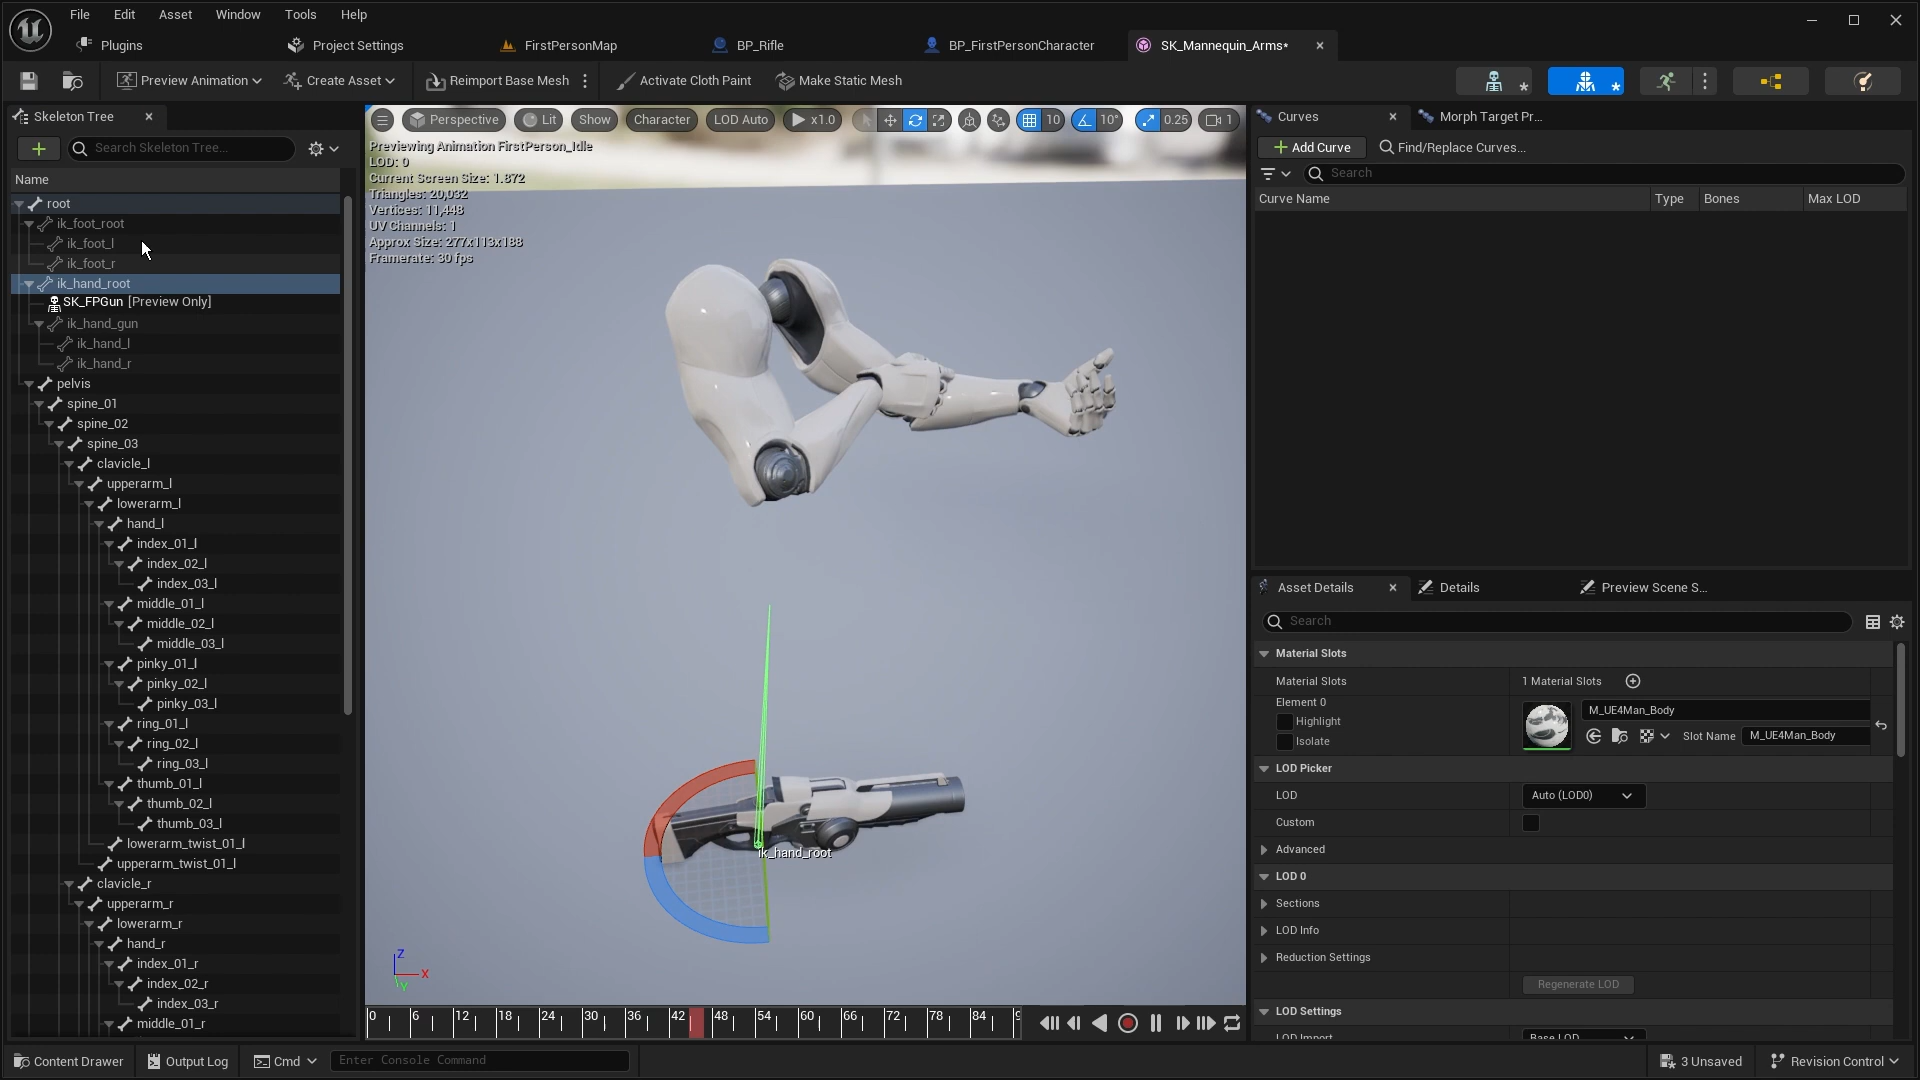 File Edit Asset Window Tools Help
Plugins Project Settings FirstPersonMap BP_Rifle BP_FirstPersonCharacter SK_Mannequin_Arms*
Preview Animation Create Asset Reimport Base Mesh Activate Cloth Paint Make Static Mesh
Skeleton Tree
Search Skeleton Tree...
Name
root
ik_foot_root
ik_foot_l
ik_foot_r
ik_hand_root
SK_FPGun [Preview Only]
ik_hand_gun
ik_hand_l
ik_hand_r
pelvis
spine_01
spine_02
spine_03
clavicle_l
upperarm_l
lowerarm_l
hand_l
index_01_l
index_02_l
index_03_l
middle_01_l
middle_02_l
middle_03_l
pinky_01_l
pinky_02_l
pinky_03_l
ring_01_l
ring_02_l
ring_03_l
thumb_01_l
thumb_02_l
thumb_03_l
lowerarm_twist_01_l
upperarm_twist_01_l
clavicle_r
upperarm_r
lowerarm_r
hand_r
index_01_r
index_02_r
index_03_r
middle_01_r
Perspective Lit Show Character LOD Auto x1.0 10 10° 0.25 1
Previewing Animation FirstPerson_Idle
LOD: 0
Current Screen Size: 1.872
Triangles: 20,032
Vertices: 11,448
UV Channels: 1
Approx Size: 277x113x188
Framerate: 30 fps
ik_hand_root
Z
X
Y
0 6 12 18 24 30 36 42 48 54 60 66 72 78 84
Curves Morph Target Pr...
Add Curve Find/Replace Curves...
Search
Curve Name Type Bones Max LOD
Asset Details Details Preview Scene S...
Search
Material Slots
Material Slots 1 Material Slots
Element 0
Highlight
Isolate
M_UE4Man_Body
Slot Name M_UE4Man_Body
LOD Picker
LOD Auto (LOD0)
Custom
Advanced
LOD 0
Sections
LOD Info
Reduction Settings
Regenerate LOD
LOD Settings
LOD Import Base LOD
Content Drawer Output Log Cmd Enter Console Command 3 Unsaved Revision Control